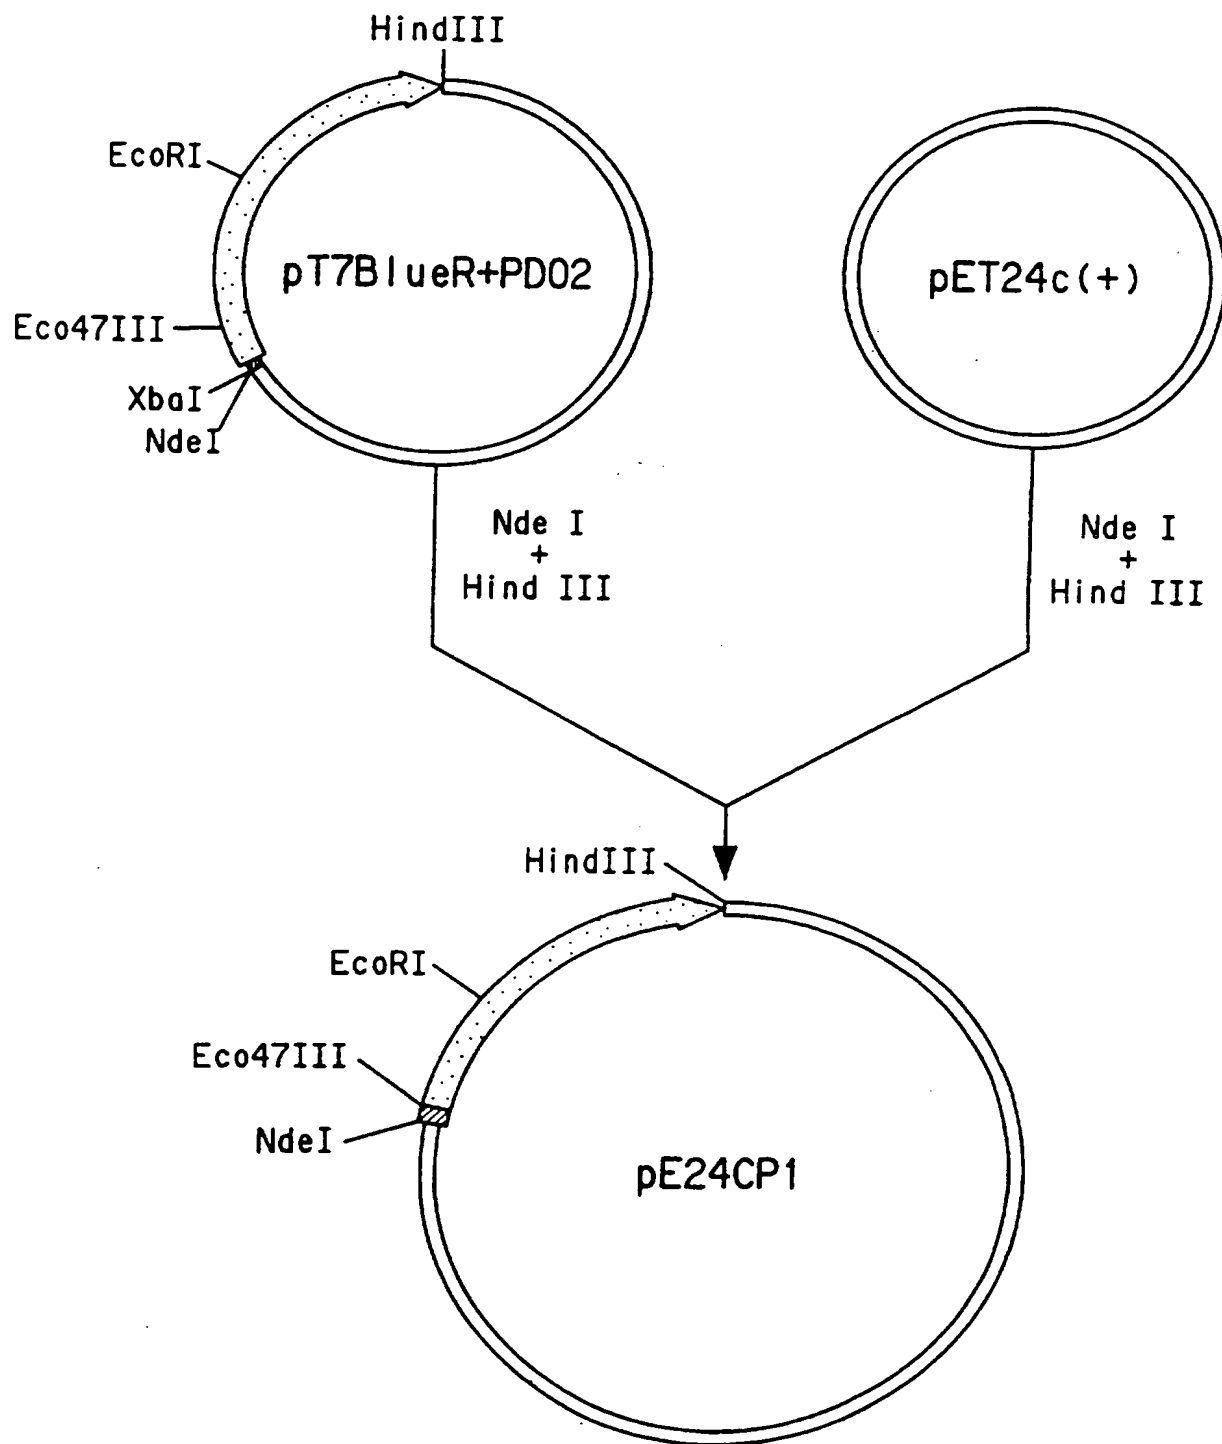 HindIII
EcoRI
pT7BlueR+PD02
pET24c(+)
Eco47III
XbaI
NdeI
Nde I
+
Hind III
Nde I
+
Hind III
HindIII
EcoRI
Eco47III
NdeI
pE24CP1